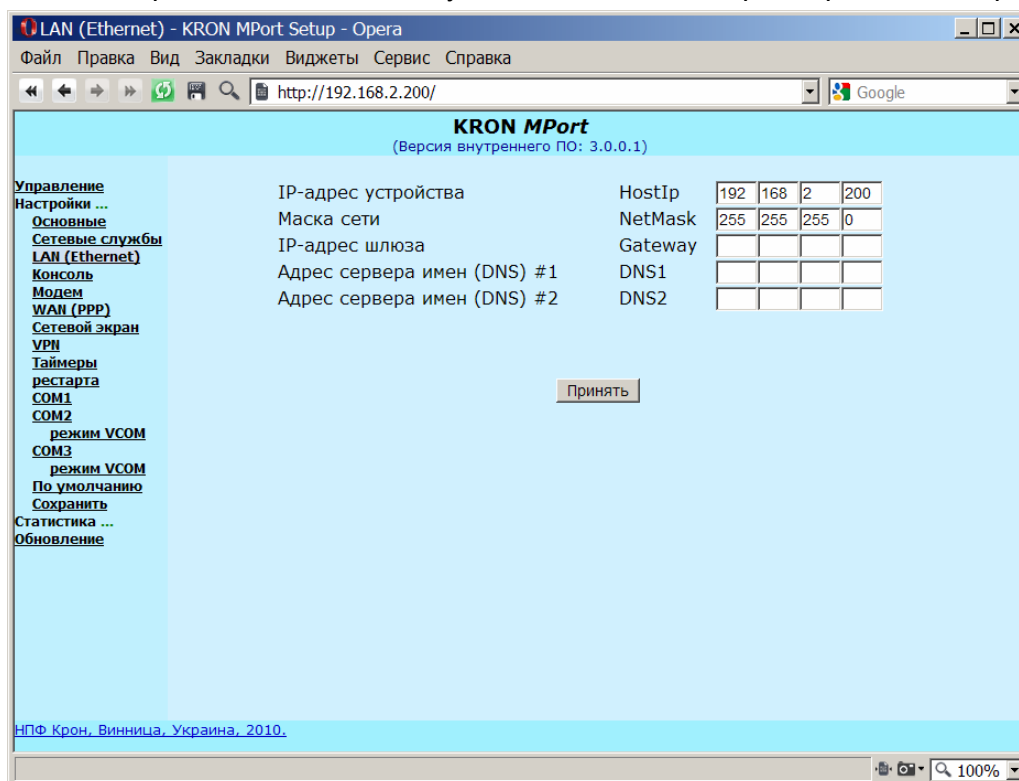 LAN (Ethernet) - KRON MPort Setup - Opera
Файл Правка Вид Закладки Виджеты Сервис Справка
http://192.168.2.200/ Google
KRON MPort
(Версия внутреннего ПО: 3.0.0.1)
Управление
Настройки ...
Основные
Сетевые службы
LAN (Ethernet)
Консоль
Модем
WAN (PPP)
Сетевой экран
VPN
Таймеры
рестарта
COM1
COM2
режим VCOM
COM3
режим VCOM
По умолчанию
Сохранить
Статистика ...
Обновление
IP-адрес устройства HostIp 192 168 2 200
Маска сети NetMask 255 255 255 0
IP-адрес шлюза Gateway
Адрес сервера имен (DNS) #1 DNS1
Адрес сервера имен (DNS) #2 DNS2
Принять
НПФ Крон, Винница, Украина, 2010.
100%